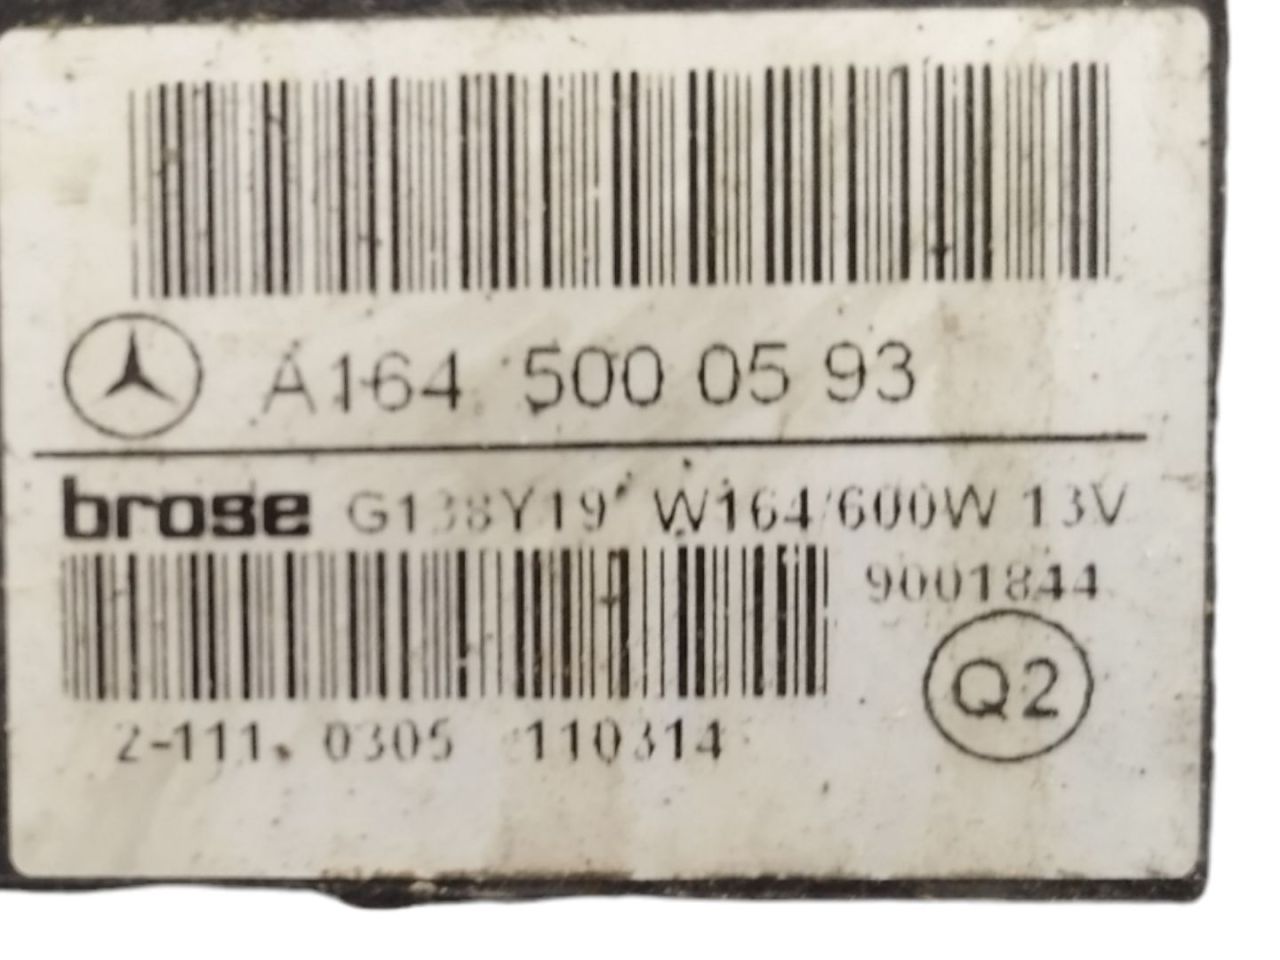 A164 500 05 93
brose G138Y19 W164/600W 13V
9001844
Q2
2-111. 0305 110314